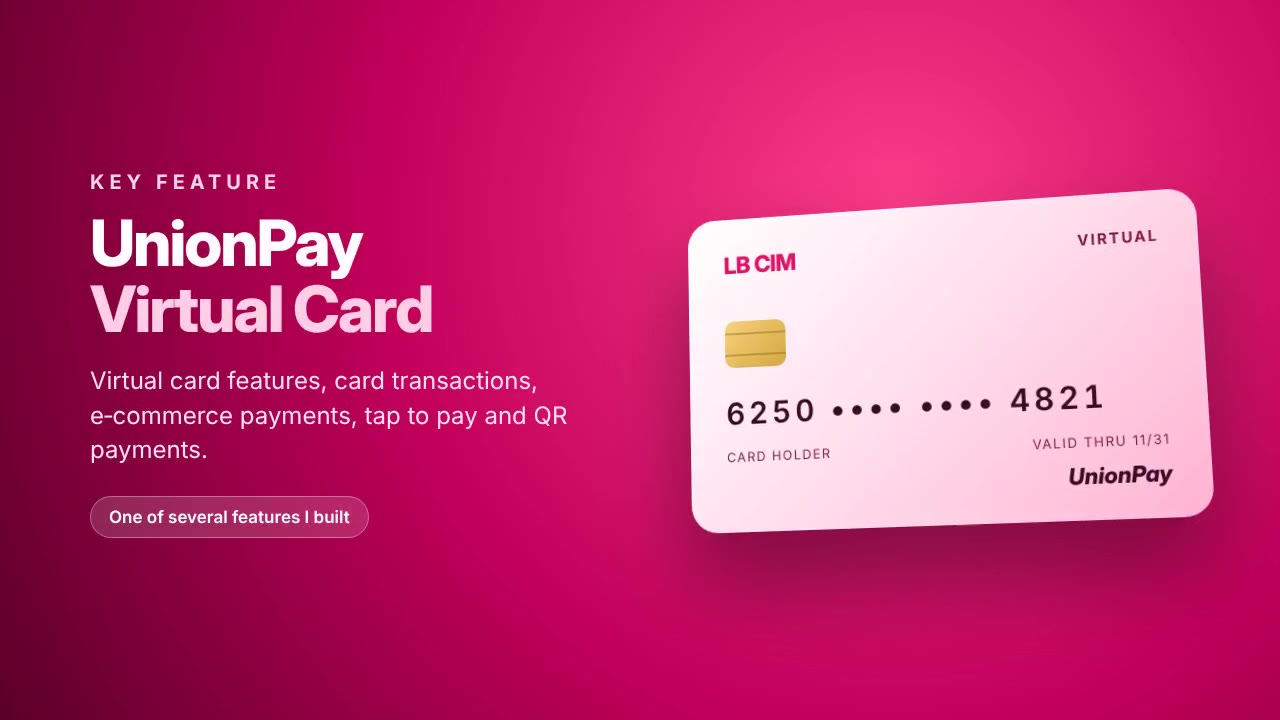 KEY FEATURE
UnionPay
Virtual Card
Virtual card features, card transactions,
e-commerce payments, tap to pay and QR
payments.
One of several features I built
LB CIM
VIRTUAL
6250 •••• •••• 4821
CARD HOLDER
VALID THRU 11/31
UnionPay